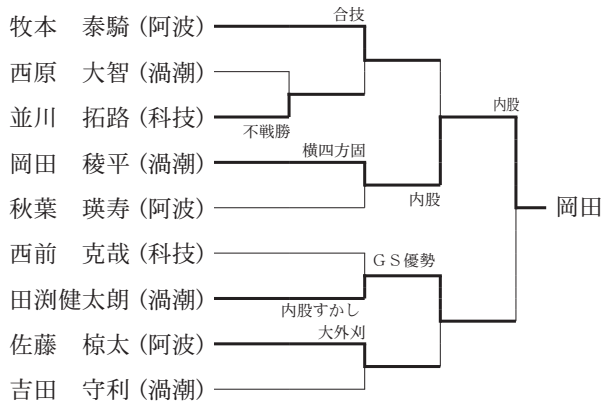 牧本　泰騎 (阿波)
合技
西原　大智 (渦潮)
並川　拓路 (科技)
不戦勝
内股
岡田　稜平 (渦潮)
横四方固
内股
秋葉　瑛寿 (阿波)
岡田
西前　克哉 (科技)
ＧＳ優勢
田渕健太朗 (渦潮)
内股すかし
佐藤　椋太 (阿波)
大外刈
吉田　守利 (渦潮)